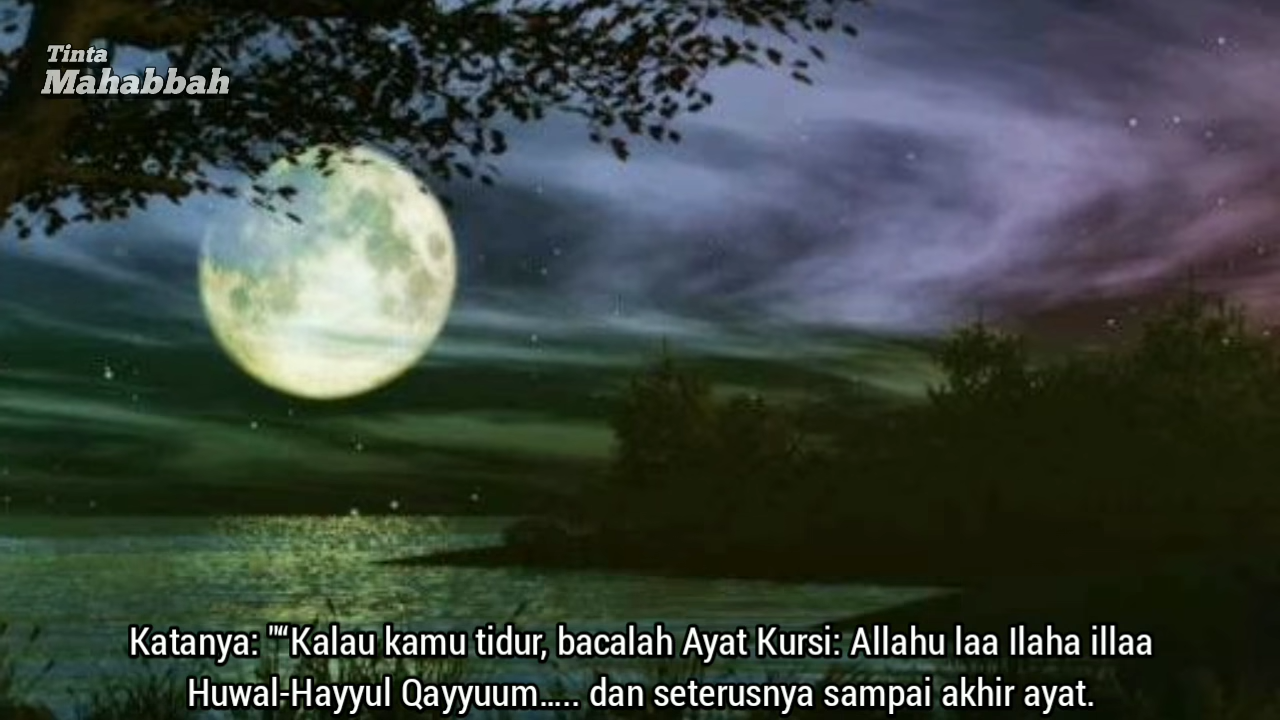 Tinta
Mahabbah
Katanya: "“Kalau kamu tidur, bacalah Ayat Kursi: Allahu laa Ilaha illaa
Huwal-Hayyul Qayyuum….. dan seterusnya sampai akhir ayat.